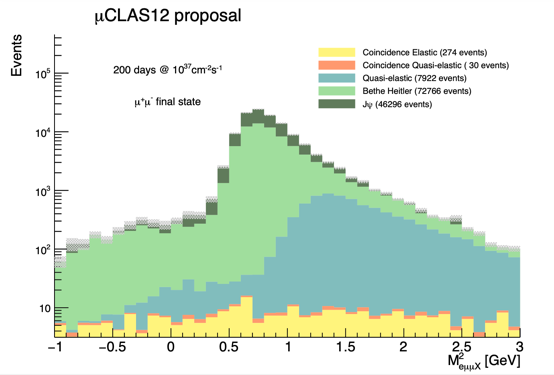 μCLAS12 proposal
Events
200 days @ 10³⁷cm⁻²s⁻¹
μ⁺μ⁻ final state
Coincidence Elastic (274 events)
Coincidence Quasi-elastic ( 30 events)
Quasi-elastic (7922 events)
Bethe Heitler (72766 events)
Jψ (46296 events)
10⁵
10⁴
10³
10²
10
−1 −0.5 0 0.5 1 1.5 2 2.5 3
M²eμμX [GeV]